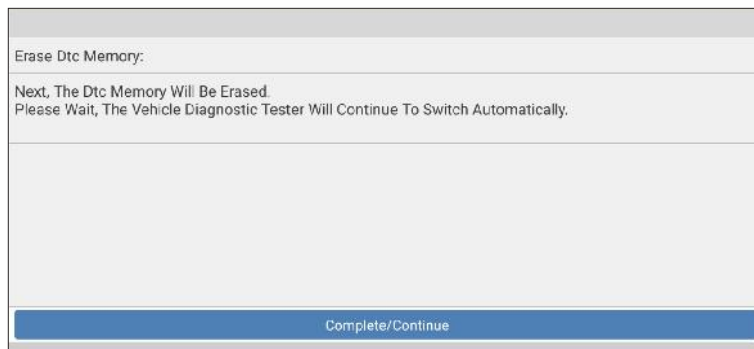 Erase Dtc Memory:
Next, The Dtc Memory Will Be Erased.
Please Wait, The Vehicle Diagnostic Tester Will Continue To Switch Automatically.
Complete/Continue